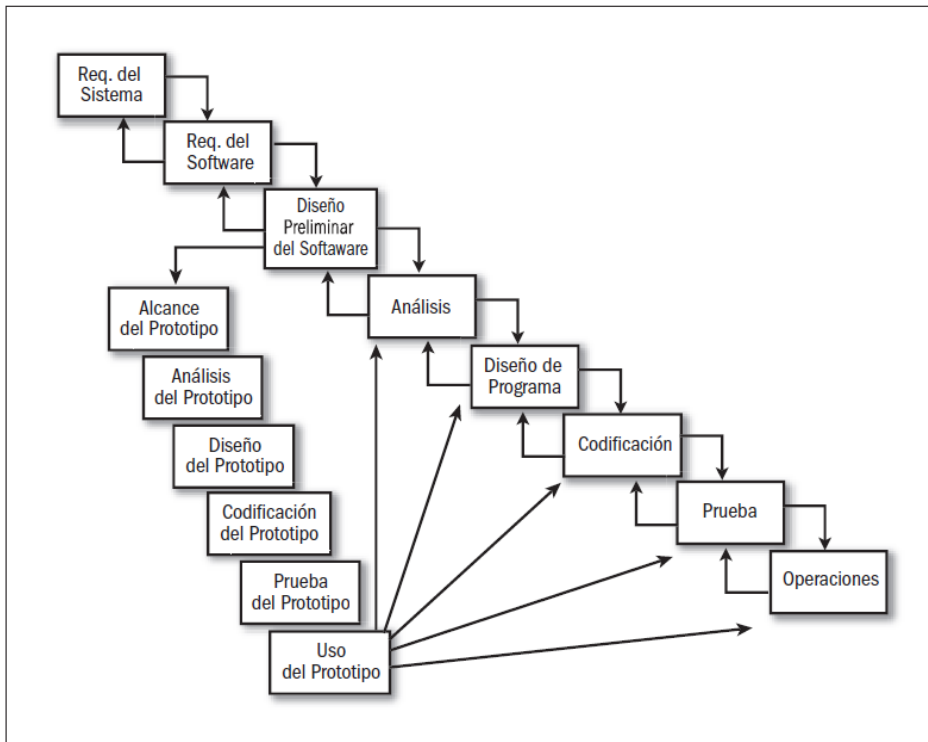 Req. del
Sistema
Req. del
Software
Diseño
Preliminar
del Softaware
Alcance
del Prototipo
Análisis
Análisis
del Prototipo
Diseño de
Programa
Diseño
del Prototipo
Codificación
Codificación
del Prototipo
Prueba
Prueba
del Prototipo
Operaciones
Uso
del Prototipo